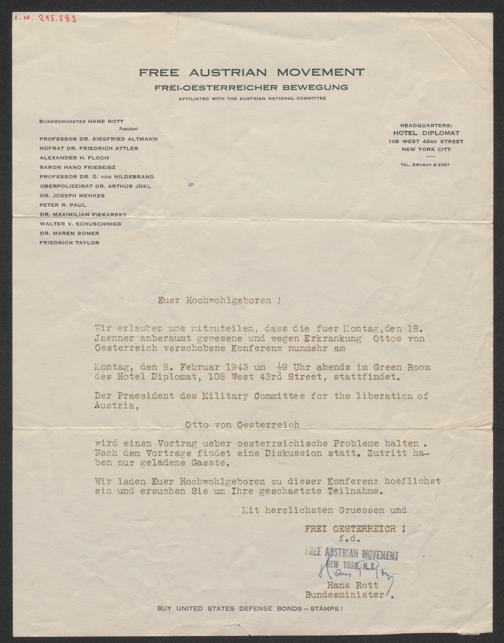 I.N. 215.583
FREE AUSTRIAN MOVEMENT
FREI-OESTERREICHER BEWEGUNG
AFFILIATED WITH THE AUSTRIAN NATIONAL COMMITTEE
BUNDESMINISTER HANS ROTT
President
PROFESSOR DR. SIEGFRIED ALTMANN
HOFRAT DR. FRIEDRICH ATTLER
ALEXANDER H. FLOCH
BARON HANO FRIEBEISZ
PROFESSOR DR. D. VON HILDEBRAND
OBERPOLIZEIRAT DR. ARTHUR JOKL
DR. JOSEPH MENKES
PETER R. PAUL
DR. MAXIMILIAN PIEKARSKY
WALTER V. SCHUSCHNIGG
DR. MAREM SOMER
FRIEDRICH TAYLOR
HEADQUARTERS:
HOTEL DIPLOMAT
108 WEST 43RD STREET
NEW YORK CITY
TEL. BRYANT 9-5707
Euer Hochwohlgeboren !
Wir erlauben uns mitzuteilen, dass die fuer Montag,den 18.
Jaenner anberaumt gewesene und wegen Erkrankung Ottos von
Oesterreich verschobene Konferenz nunmehr am
Montag, den 8. Februar 1943 um ½9 Uhr abends im Green Room
des Hotel Diplomat, 108 West 43rd Street, stattfindet.
Der Praesident des Military Committee for the liberation of
Austria,
Otto von Oesterreich
wird einen Vortrag ueber oesterreichische Probleme halten .
Nach dem Vortrage findet eine Diskussion statt. Zutritt ha-
ben nur geladene Gaeste.
Wir laden Euer Hochwohlgeboren zu dieser Konferenz hoeflichst
ein und ersuchen Sie um Ihre geschaetzte Teilnahme.
Mit herzlichsten Gruessen und
FREI OESTERREICH !
f.d.
FREE AUSTRIAN MOVEMENT
NEW YORK, N.Y.
Hans Rott
Hans Rott
Bundesminister .
BUY UNITED STATES DEFENSE BONDS—STAMPS!